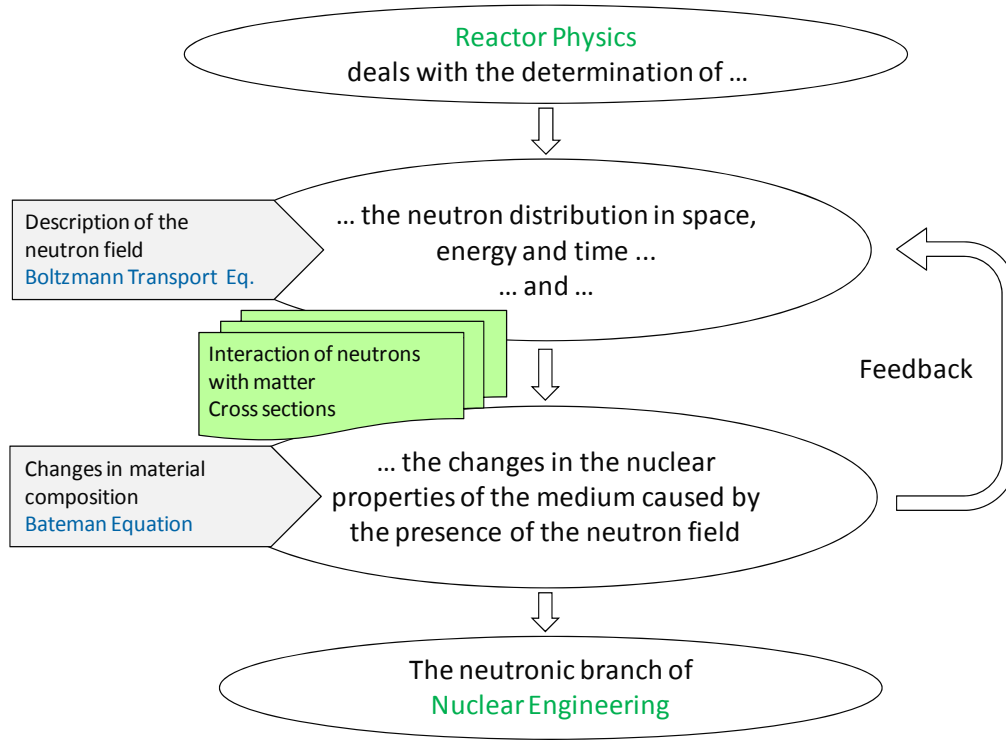 Reactor Physics
deals with the determination of …
Description of the
neutron field
Boltzmann Transport Eq.
… the neutron distribution in space,
energy and time ...
… and …
Interaction of neutrons
with matter
Cross sections
Feedback
Changes in material
composition
Bateman Equation
… the changes in the nuclear
properties of the medium caused by
the presence of the neutron field
The neutronic branch of
Nuclear Engineering